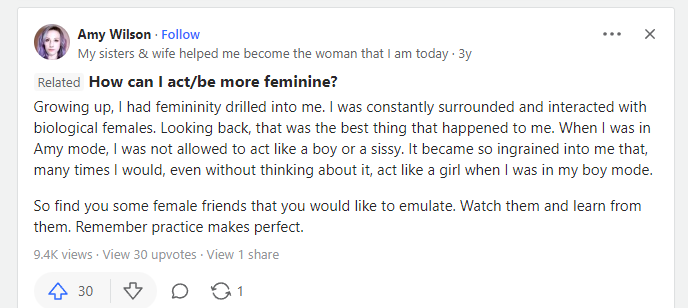 Amy Wilson · Follow
My sisters & wife helped me become the woman that I am today · 3y
Related How can I act/be more feminine?
Growing up, I had femininity drilled into me. I was constantly surrounded and interacted with
biological females. Looking back, that was the best thing that happened to me. When I was in
Amy mode, I was not allowed to act like a boy or a sissy. It became so ingrained into me that,
many times I would, even without thinking about it, act like a girl when I was in my boy mode.
So find you some female friends that you would like to emulate. Watch them and learn from
them. Remember practice makes perfect.
9.4K views · View 30 upvotes · View 1 share
30 1